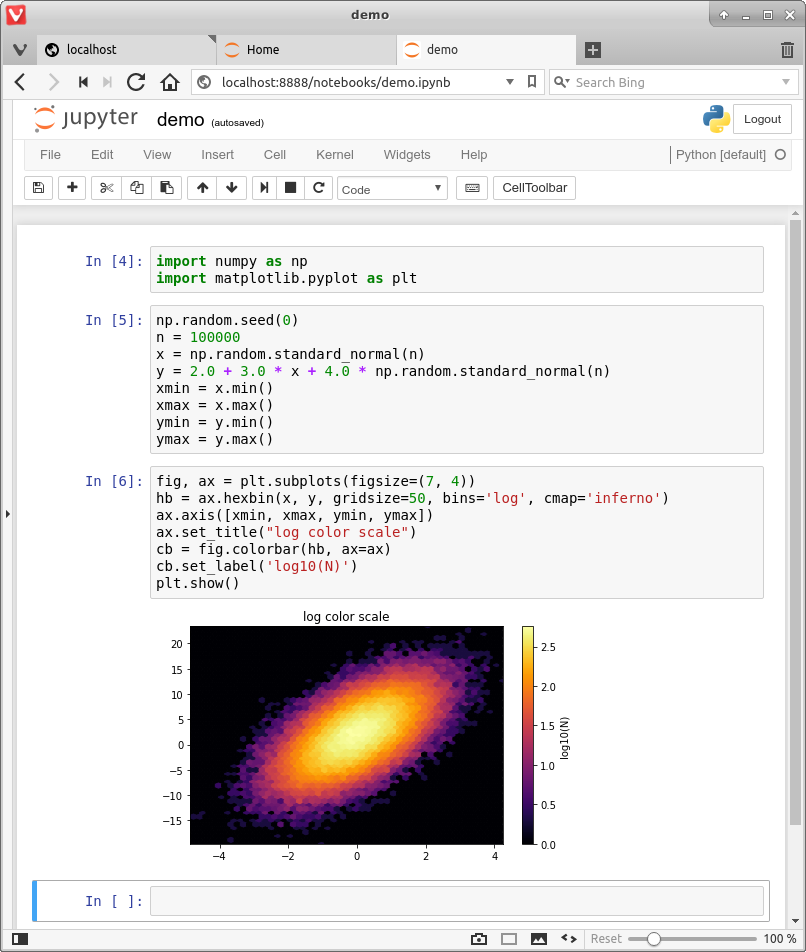 demo
localhost
Home
demo
localhost:8888/notebooks/demo.ipynb
Search Bing
jupyter
demo (autosaved)
Logout
File Edit View Insert Cell Kernel Widgets Help
Python [default]
Code
CellToolbar
In [4]:
import numpy as np
import matplotlib.pyplot as plt
In [5]:
np.random.seed(0)
n = 100000
x = np.random.standard_normal(n)
y = 2.0 + 3.0 * x + 4.0 * np.random.standard_normal(n)
xmin = x.min()
xmax = x.max()
ymin = y.min()
ymax = y.max()
In [6]:
fig, ax = plt.subplots(figsize=(7, 4))
hb = ax.hexbin(x, y, gridsize=50, bins='log', cmap='inferno')
ax.axis([xmin, xmax, ymin, ymax])
ax.set_title("log color scale")
cb = fig.colorbar(hb, ax=ax)
cb.set_label('log10(N)')
plt.show()
log color scale
20
15
10
5
0
−5
−10
−15
−4 −2 0 2 4
2.5
2.0
1.5
1.0
0.5
0.0
log10(N)
In [ ]:
Reset
100 %